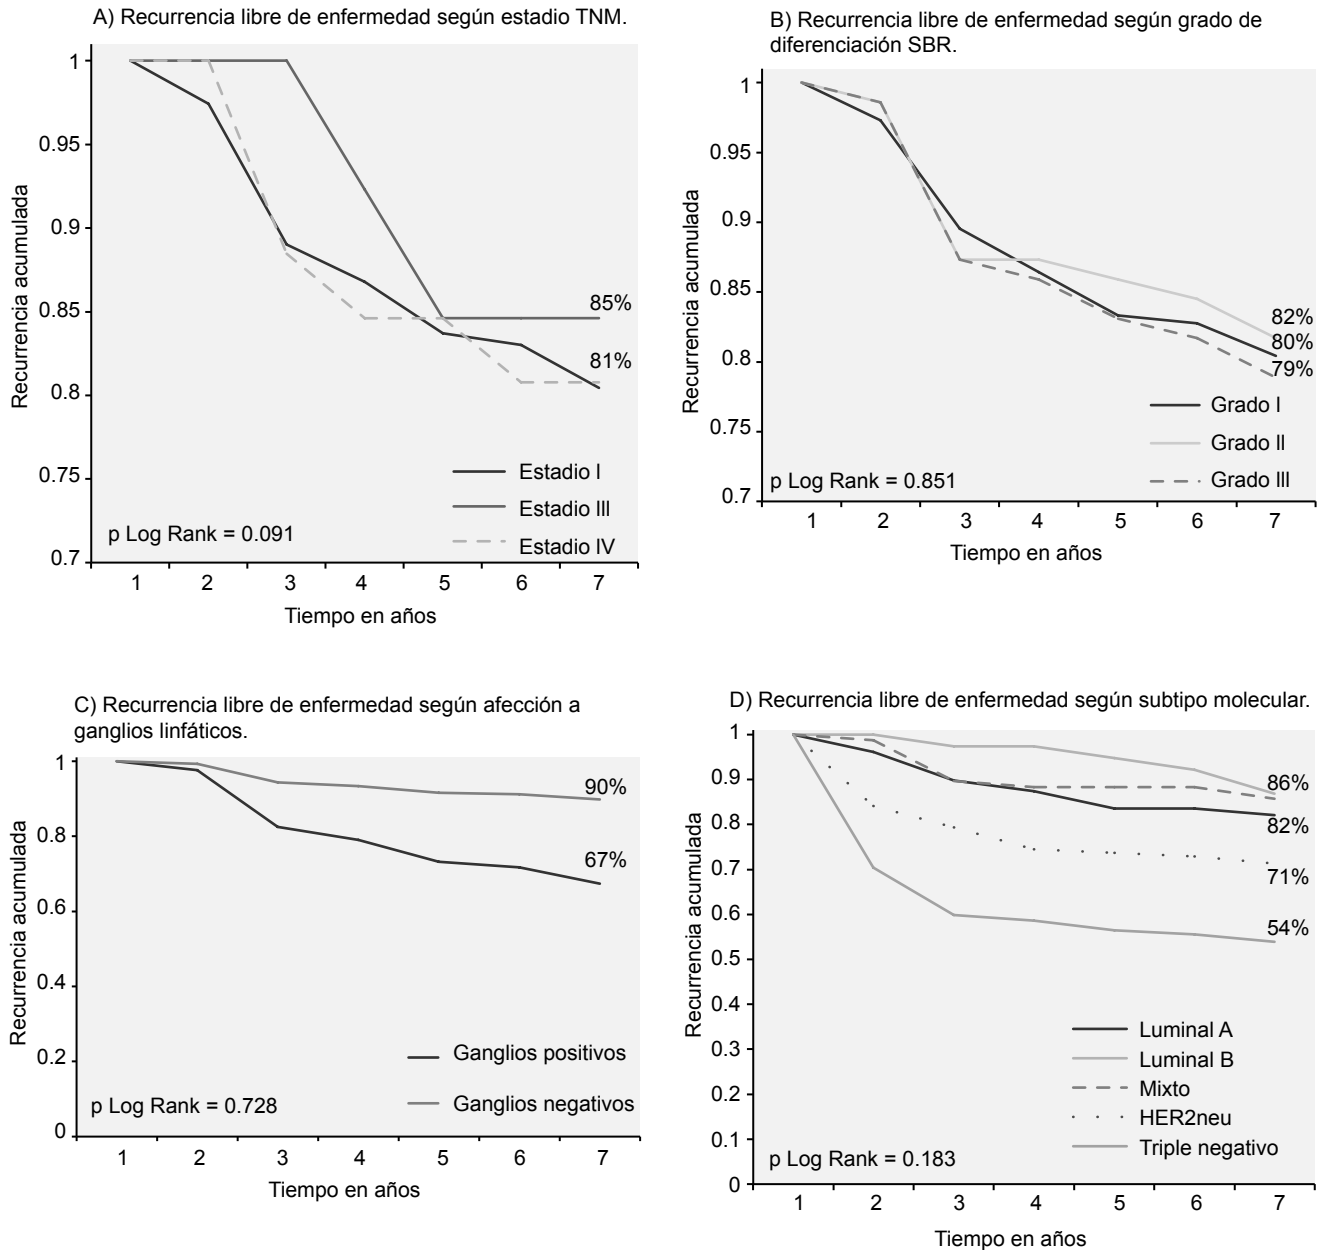 A) Recurrencia libre de enfermedad según estadio TNM.
1
0.95
0.9
0.85
0.8
0.75
0.7
Recurrencia acumulada
85%
81%
Estadio I
Estadio III
Estadio IV
p Log Rank = 0.091
1 2 3 4 5 6 7
Tiempo en años
B) Recurrencia libre de enfermedad según grado de
diferenciación SBR.
1
0.95
0.9
0.85
0.8
0.75
0.7
Recurrencia acumulada
82%
80%
79%
Grado I
Grado II
Grado III
p Log Rank = 0.851
1 2 3 4 5 6 7
Tiempo en años
C) Recurrencia libre de enfermedad según afección a
ganglios linfáticos.
1
0.8
0.6
0.4
0.2
0
Recurrencia acumulada
90%
67%
Ganglios positivos
Ganglios negativos
p Log Rank = 0.728
1 2 3 4 5 6 7
Tiempo en años
D) Recurrencia libre de enfermedad según subtipo molecular.
1
0.9
0.8
0.7
0.6
0.5
0.4
0.3
0.2
0.1
0
Recurrencia acumulada
86%
82%
71%
54%
Luminal A
Luminal B
Mixto
HER2neu
Triple negativo
p Log Rank = 0.183
1 2 3 4 5 6 7
Tiempo en años